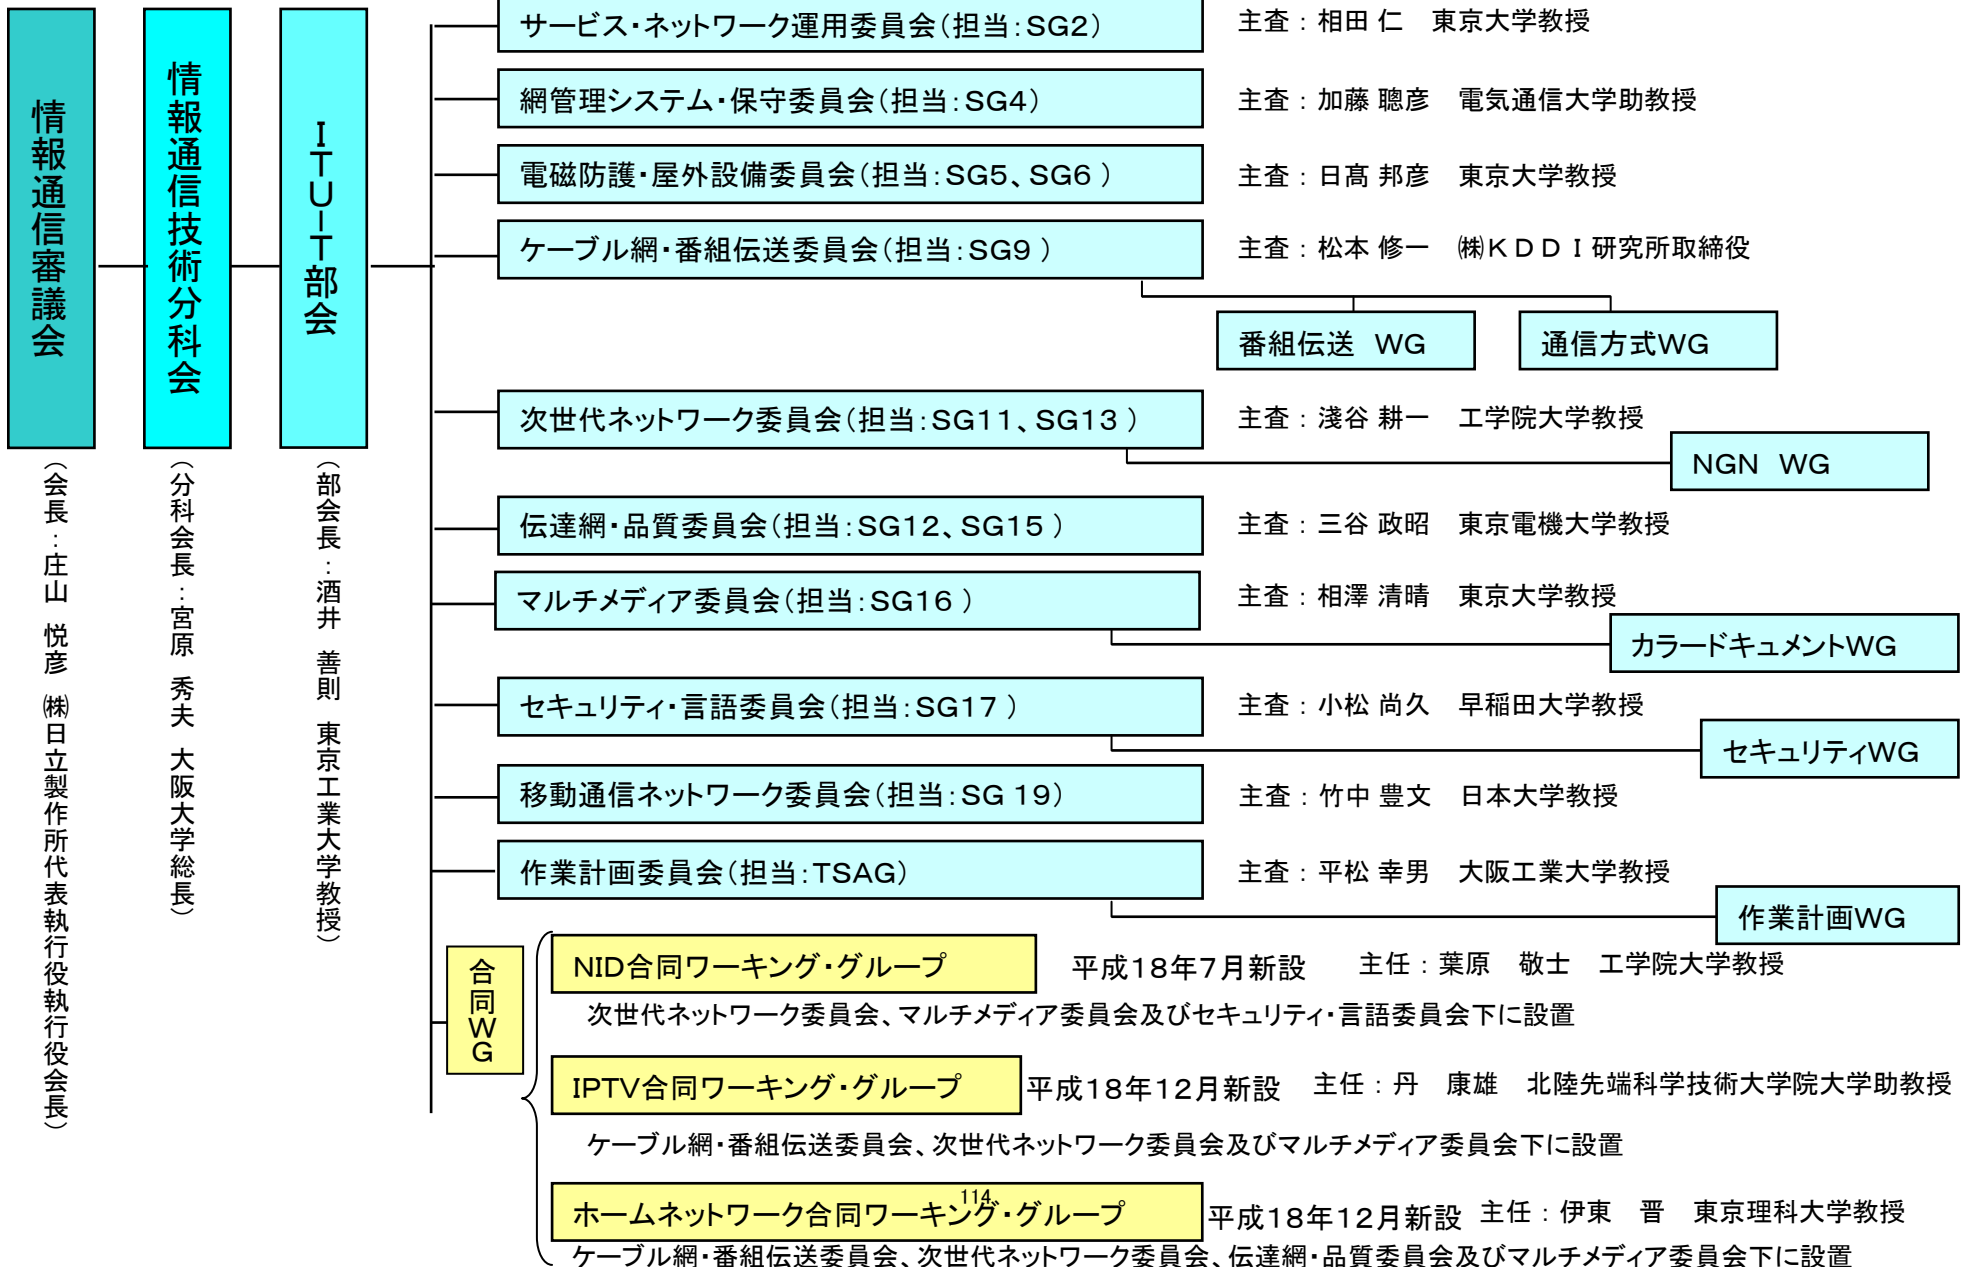 情報通信審議会
（会長：庄山　悦彦　㈱日立製作所代表執行役執行役会長）
情報通信技術分科会
（分科会長：宮原　秀夫　大阪大学総長）
ＩＴＵ－Ｔ部会
（部会長：酒井　善則　東京工業大学教授）
サービス・ネットワーク運用委員会（担当：SG2）　主査：相田 仁　東京大学教授
網管理システム・保守委員会（担当：SG4）　主査：加藤 聰彦　電気通信大学助教授
電磁防護・屋外設備委員会（担当：SG5、SG6 ）　主査：日髙 邦彦　東京大学教授
ケーブル網・番組伝送委員会（担当：SG9 ）　主査：松本 修一　㈱ＫＤＤＩ研究所取締役
番組伝送　WG　通信方式WG
次世代ネットワーク委員会（担当：SG11、SG13 ）　主査：淺谷 耕一　工学院大学教授
NGN　WG
伝達網・品質委員会（担当：SG12、SG15 ）　主査：三谷 政昭　東京電機大学教授
マルチメディア委員会（担当：SG16 ）　主査：相澤 清晴　東京大学教授
カラードキュメントWG
セキュリティ・言語委員会（担当：SG17 ）　主査：小松 尚久　早稲田大学教授
セキュリティWG
移動通信ネットワーク委員会（担当：SG 19）　主査：竹中 豊文　日本大学教授
作業計画委員会（担当：TSAG）　主査：平松 幸男　大阪工業大学教授
作業計画WG
合同WG
NID合同ワーキング・グループ　平成18年7月新設　主任：葉原　敬士　工学院大学教授
次世代ネットワーク委員会、マルチメディア委員会及びセキュリティ・言語委員会下に設置
IPTV合同ワーキング・グループ　平成18年12月新設　主任：丹　康雄　北陸先端科学技術大学院大学助教授
ケーブル網・番組伝送委員会、次世代ネットワーク委員会及びマルチメディア委員会下に設置
114
ホームネットワーク合同ワーキング・グループ　平成18年12月新設　主任：伊東　晋　東京理科大学教授
ケーブル網・番組伝送委員会、次世代ネットワーク委員会、伝達網・品質委員会及びマルチメディア委員会下に設置